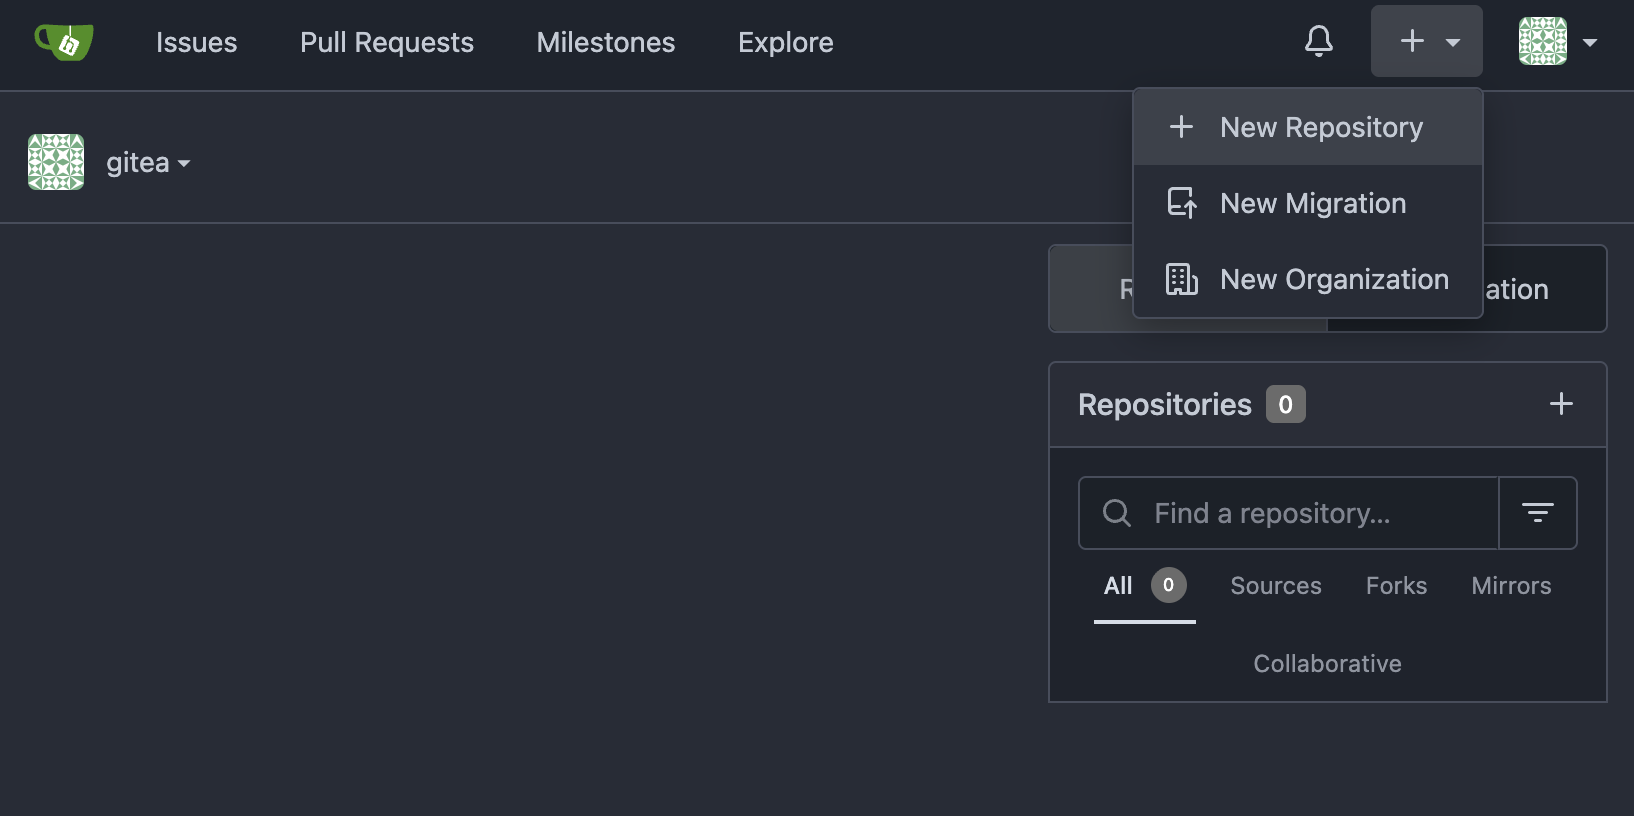 Issues Pull Requests Milestones Explore
New Repository
gitea
New Migration
New Organization
Repositories 0
Find a repository...
All 0 Sources Forks Mirrors
Collaborative